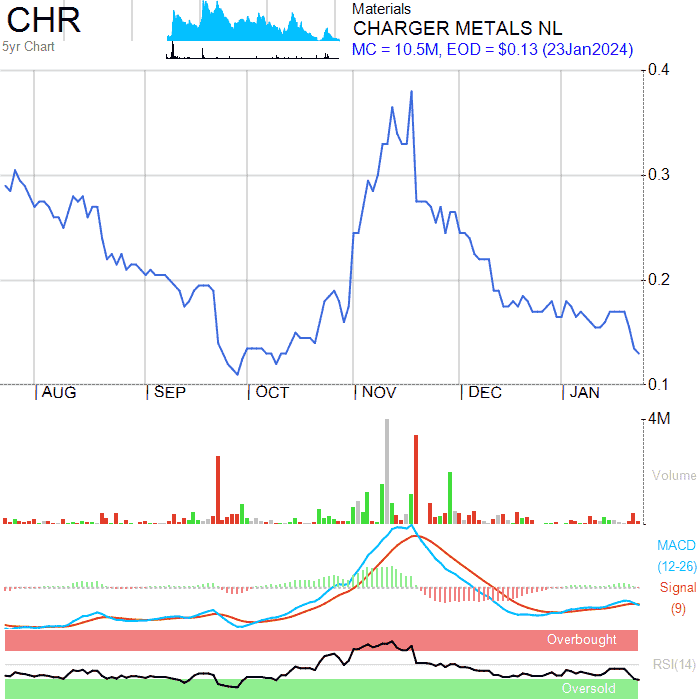 CHR
5yr Chart
Materials
CHARGER METALS NL
MC = 10.5M, EOD = $0.13 (23Jan2024)
0.4
0.3
0.2
0.1
AUG SEP OCT NOV DEC JAN
4M
Volume
MACD
(12-26)
Signal
(9)
Overbought
RSI(14)
Oversold